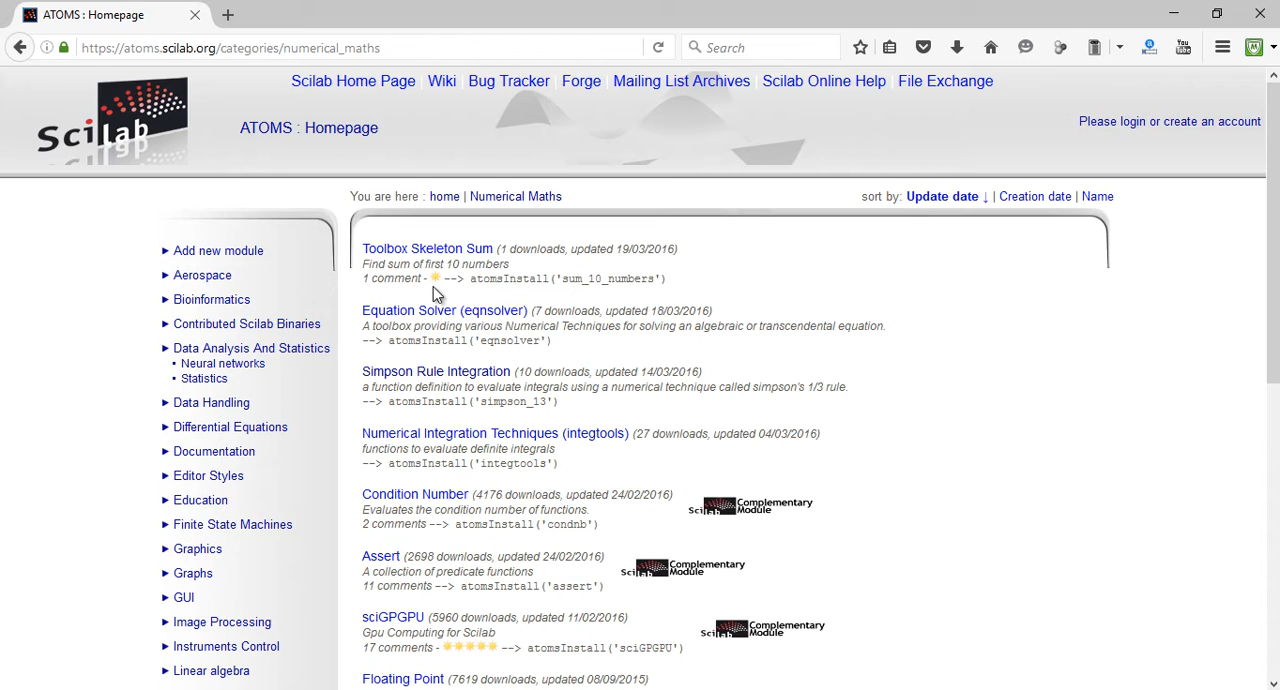 ATOMS : Homepage
https://atoms.scilab.org/categories/numerical_maths
Search
You Tube
Scilab Home Page Wiki Bug Tracker Forge Mailing List Archives Scilab Online Help File Exchange
Scilab
ATOMS : Homepage
Please login or create an account
You are here : home | Numerical Maths
sort by: Update date ↓ | Creation date | Name
Add new module
Aerospace
Bioinformatics
Contributed Scilab Binaries
Data Analysis And Statistics
Neural networks
Statistics
Data Handling
Differential Equations
Documentation
Editor Styles
Education
Finite State Machines
Graphics
Graphs
GUI
Image Processing
Instruments Control
Linear algebra
Toolbox Skeleton Sum (1 downloads, updated 19/03/2016)
Find sum of first 10 numbers
1 comment - --> atomsInstall('sum_10_numbers')
Equation Solver (eqnsolver) (7 downloads, updated 18/03/2016)
A toolbox providing various Numerical Techniques for solving an algebraic or transcendental equation.
--> atomsInstall('eqnsolver')
Simpson Rule Integration (10 downloads, updated 14/03/2016)
a function definition to evaluate integrals using a numerical technique called simpson's 1/3 rule.
--> atomsInstall('simpson_13')
Numerical Integration Techniques (integtools) (27 downloads, updated 04/03/2016)
functions to evaluate definite integrals
--> atomsInstall('integtools')
Condition Number (4176 downloads, updated 24/02/2016)
Scilab Complementary Module
Evaluates the condition number of functions.
2 comments --> atomsInstall('condnb')
Assert (2698 downloads, updated 24/02/2016)
Scilab Complementary Module
A collection of predicate functions
11 comments --> atomsInstall('assert')
sciGPGPU (5960 downloads, updated 11/02/2016)
Scilab Complementary Module
Gpu Computing for Scilab
17 comments - --> atomsInstall('sciGPGPU')
Floating Point (7619 downloads, updated 08/09/2015)